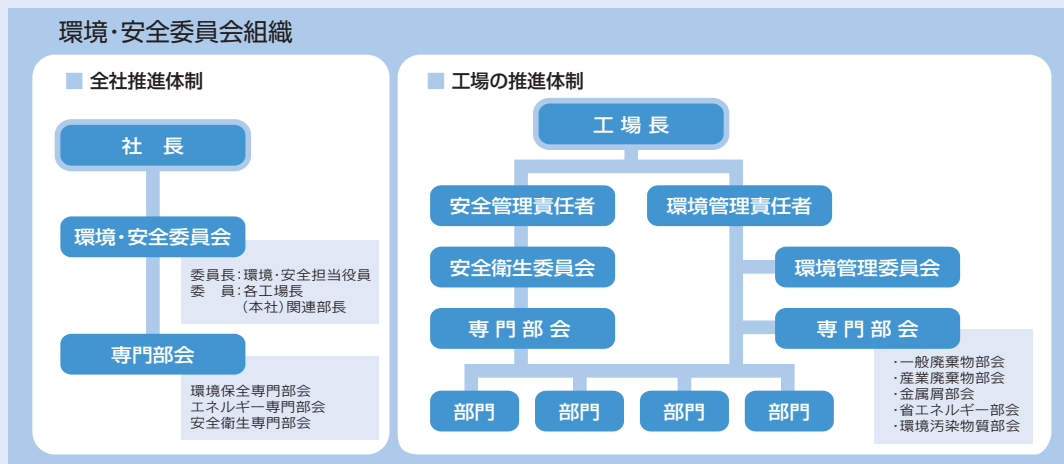 環境・安全委員会組織
全社推進体制
社 長
環境・安全委員会
委員長：環境・安全担当役員
委 員：各工場長
（本社）関連部長
専門部会
環境保全専門部会
エネルギー専門部会
安全衛生専門部会
工場の推進体制
工 場 長
安全管理責任者
環境管理責任者
安全衛生委員会
環境管理委員会
専 門 部 会
専 門 部 会
・一般廃棄物部会
・産業廃棄物部会
・金属屑部会
・省エネルギー部会
・環境汚染物質部会
部門
部門
部門
部門